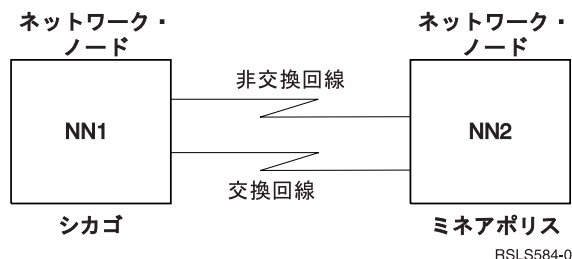 ネットワーク・
ノード
ネットワーク・
ノード
非交換回線
NN1
NN2
交換回線
シカゴ
ミネアポリス
RSLS584-0